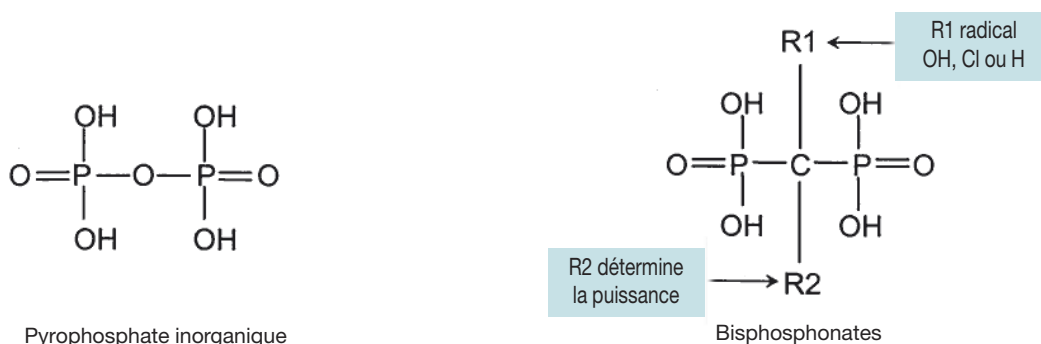 R1 radical
OH, Cl ou H
R1
OH OH
O=P—O—P=O
OH OH
Pyrophosphate inorganique
OH OH
O=P—C—P=O
OH OH
R2 détermine
la puissance
R2
Bisphosphonates